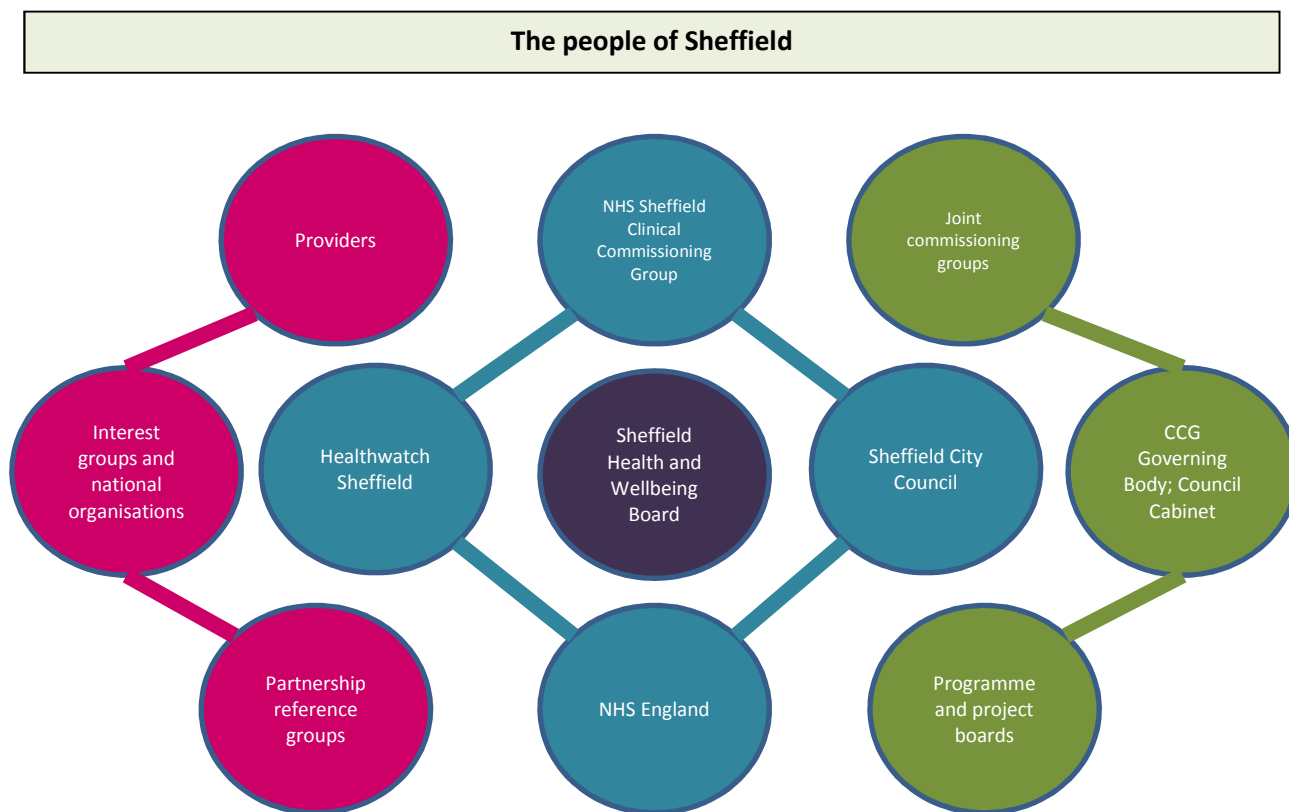 The people of Sheffield
Providers
NHS Sheffield
Clinical
Commissioning
Group
Joint
commissioning
groups
Interest
groups and
national
organisations
Healthwatch
Sheffield
Sheffield
Health and
Wellbeing
Board
Sheffield City
Council
CCG
Governing
Body; Council
Cabinet
Partnership
reference
groups
NHS England
Programme
and project
boards